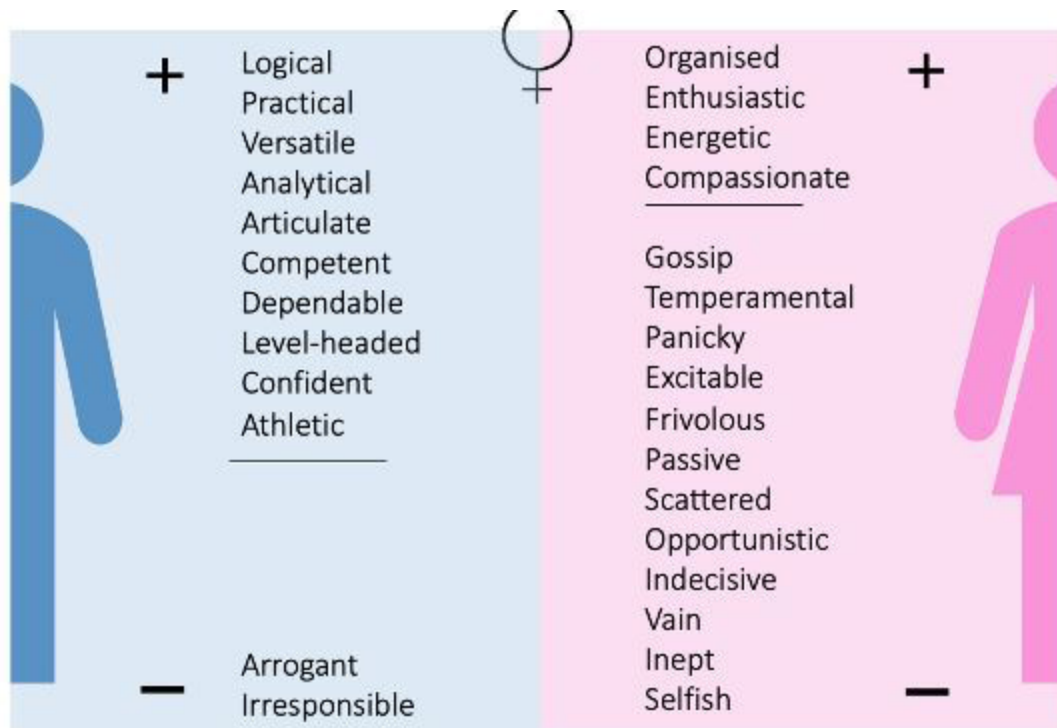 +
Logical
Practical
Versatile
Analytical
Articulate
Competent
Dependable
Level-headed
Confident
Athletic
−
Arrogant
Irresponsible
+
Organised
Enthusiastic
Energetic
Compassionate
Gossip
Temperamental
Panicky
Excitable
Frivolous
Passive
Scattered
Opportunistic
Indecisive
Vain
Inept
Selfish
−